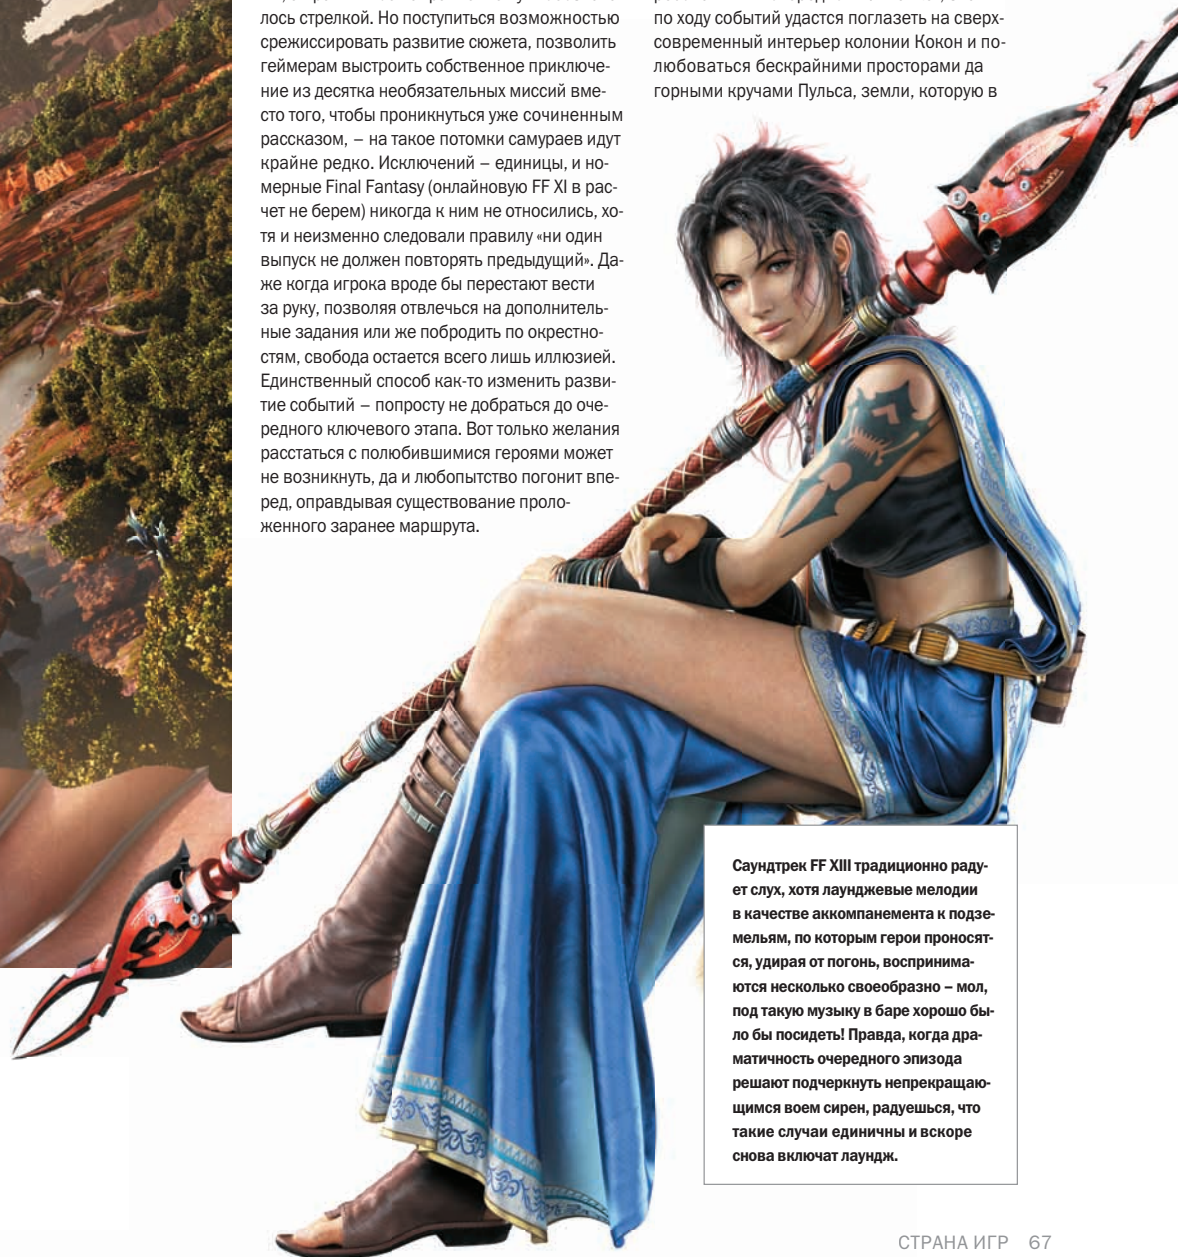 лось стрелкой. Но поступиться возможностью
срежиссировать развитие сюжета, позволить
геймерам выстроить собственное приключе-
ние из десятка необязательных миссий вме-
сто того, чтобы проникнуться уже сочиненным
рассказом, – на такое потомки самураев идут
крайне редко. Исключений – единицы, и но-
мерные Final Fantasy (онлайновую FF XI в рас-
чет не берем) никогда к ним не относились, хо-
тя и неизменно следовали правилу «ни один
выпуск не должен повторять предыдущий». Да-
же когда игрока вроде бы перестают вести
за руку, позволяя отвлечься на дополнитель-
ные задания или же побродить по окрестно-
стям, свобода остается всего лишь иллюзией.
Единственный способ как-то изменить разви-
тие событий – попросту не добраться до оче-
редного ключевого этапа. Вот только желания
расстаться с полюбившимися героями может
не возникнуть, да и любопытство погонит впе-
ред, оправдывая существование проло-
женного заранее маршрута.
по ходу событий удастся поглазеть на сверх-
современный интерьер колонии Кокон и по-
любоваться бескрайними просторами да
горными кручами Пульса, земли, которую в
Саундтрек FF XIII традиционно раду-
ет слух, хотя лаунджевые мелодии
в качестве аккомпанемента к подзе-
мельям, по которым герои проносят-
ся, удирая от погонь, воспринима-
ются несколько своеобразно – мол,
под такую музыку в баре хорошо бы-
ло бы посидеть! Правда, когда дра-
матичность очередного эпизода
решают подчеркнуть непрекращаю-
щимся воем сирен, радуешься, что
такие случаи единичны и вскоре
снова включат лаундж.
СТРАНА ИГР 67